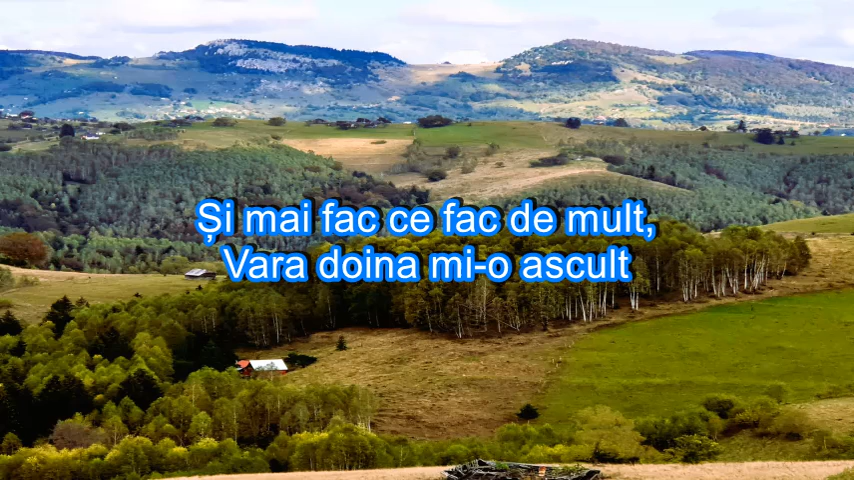 Și mai fac ce fac de mult,
Vara doina mi-o ascult